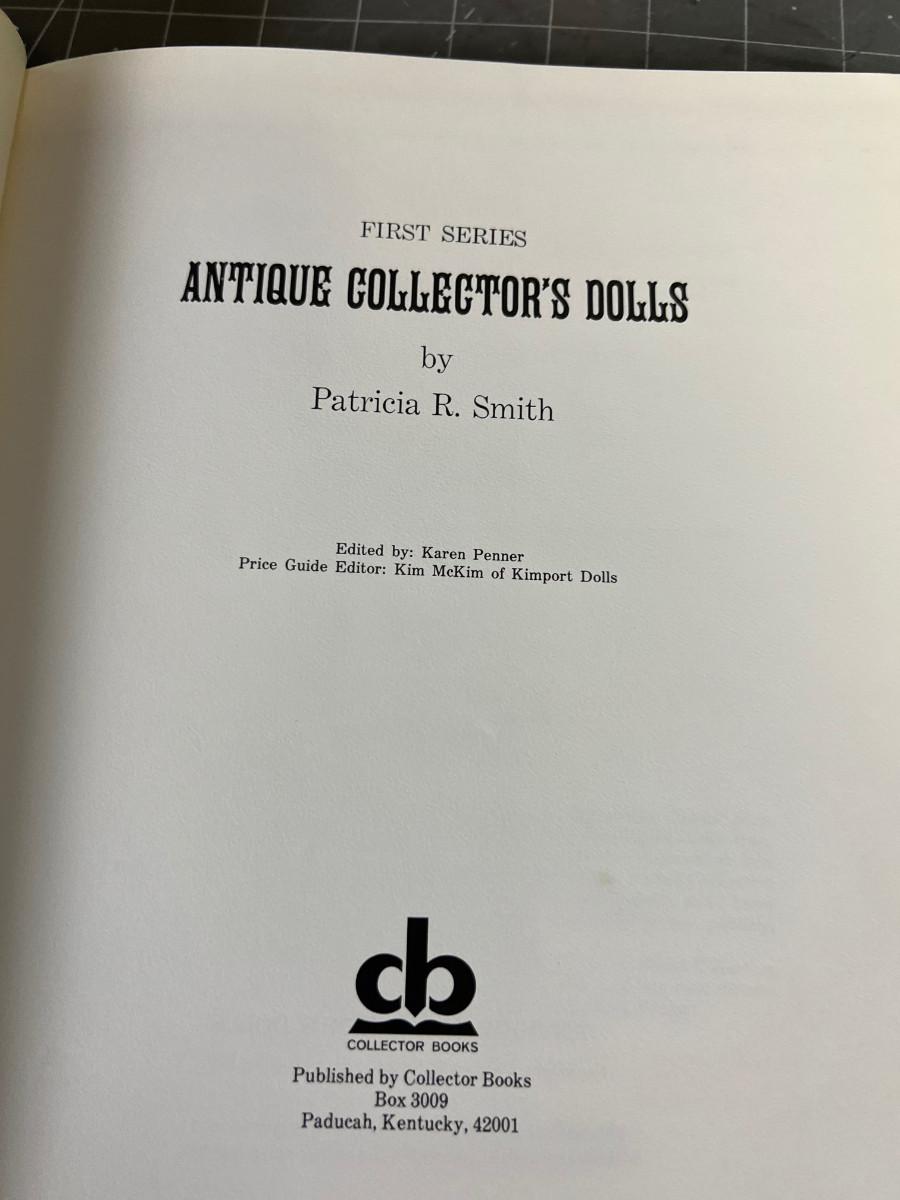 FIRST SERIES
ANTIQUE COLLECTOR'S DOLLS
by
Patricia R. Smith
Edited by: Karen Penner
Price Guide Editor: Kim McKim of Kimport Dolls
cb
COLLECTOR BOOKS
Published by Collector Books
Box 3009
Paducah, Kentucky, 42001